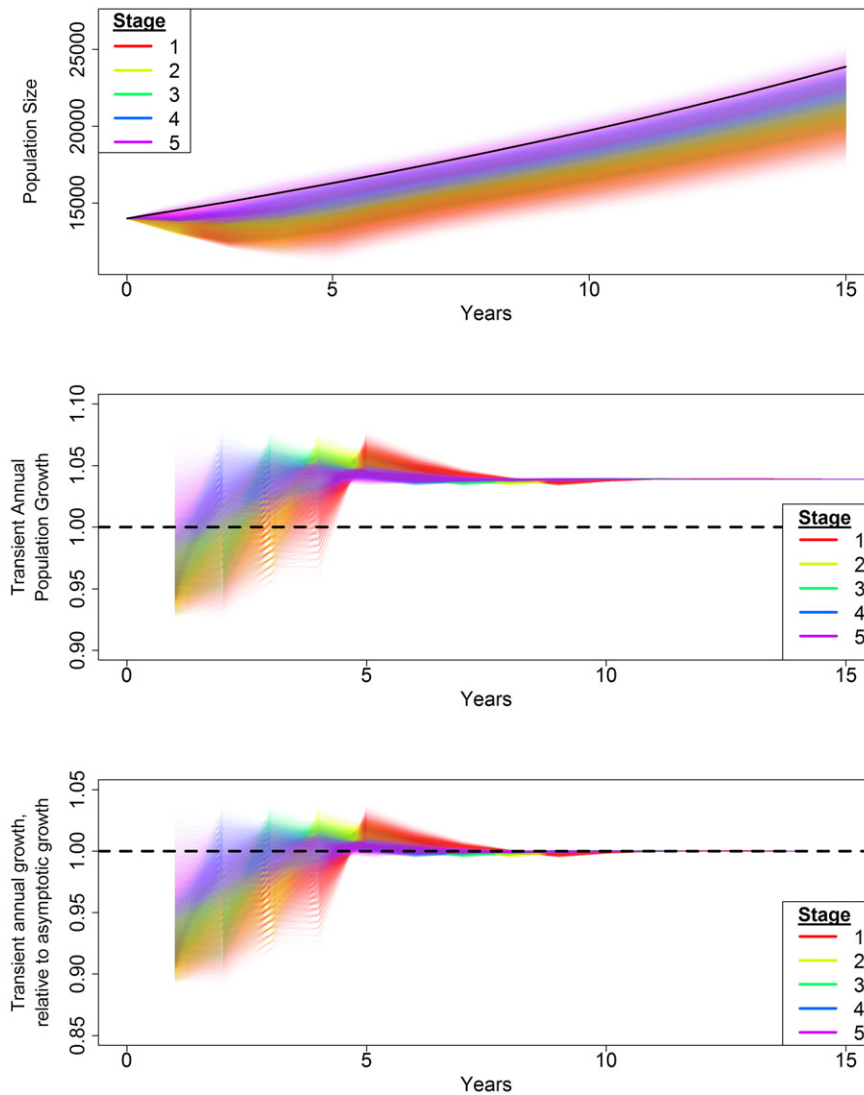 Stage
1
2
3
4
5
Population Size
15000 20000 25000
0 5 10 15
Years
Transient Annual
Population Growth
0.90 0.95 1.00 1.05 1.10
Stage
1
2
3
4
5
0 5 10 15
Years
Transient annual growth,
relative to asymptotic growth
0.85 0.90 0.95 1.00 1.05
Stage
1
2
3
4
5
0 5 10 15
Years